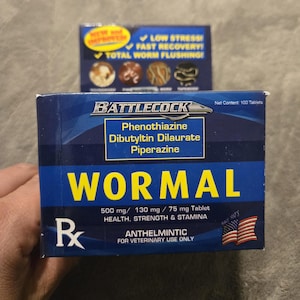 NEW and
IMPROVED!
✓ LOW STRESS!
✓ FAST RECOVERY!
✓ TOTAL WORM FLUSHING!
BATTLECOCK
Net Content: 100 Tablets
Phenothiazine
Dibutyltin Dilaurate
Piperazine
WORMAL
500 mg/ 130 mg / 75 mg Tablet
HEALTH, STRENGTH & STAMINA
Rx
ANTHELMINTIC
FOR VETERINARY USE ONLY